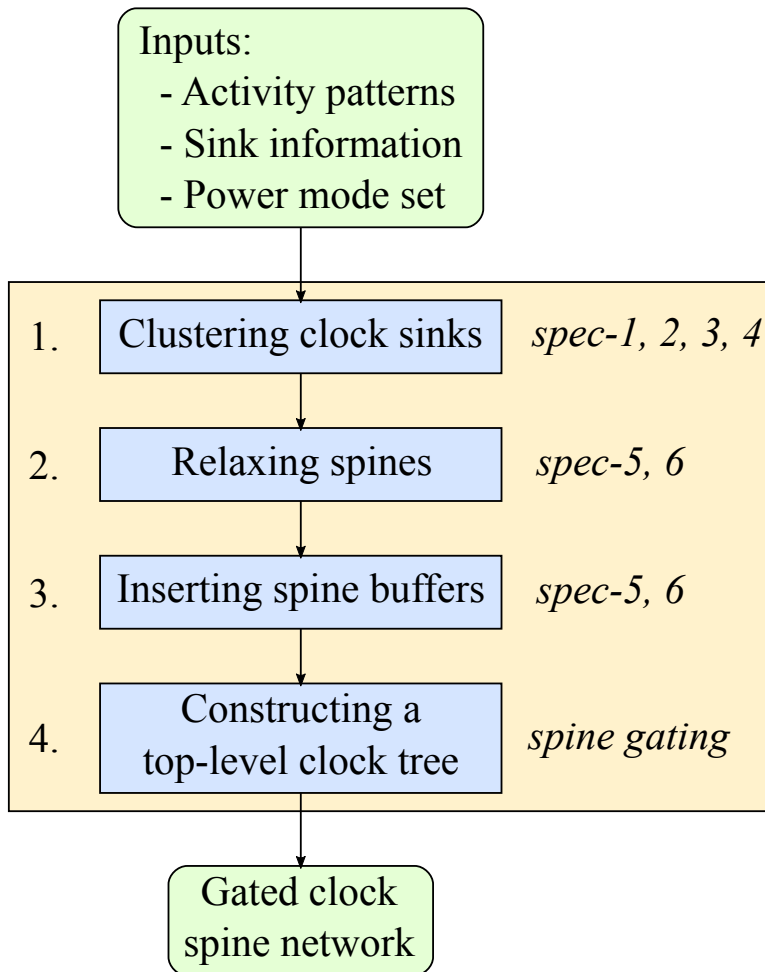 Inputs:
- Activity patterns
- Sink information
- Power mode set
1. Clustering clock sinks spec-1, 2, 3, 4
2. Relaxing spines spec-5, 6
3. Inserting spine buffers spec-5, 6
4. Constructing a
top-level clock tree spine gating
Gated clock
spine network